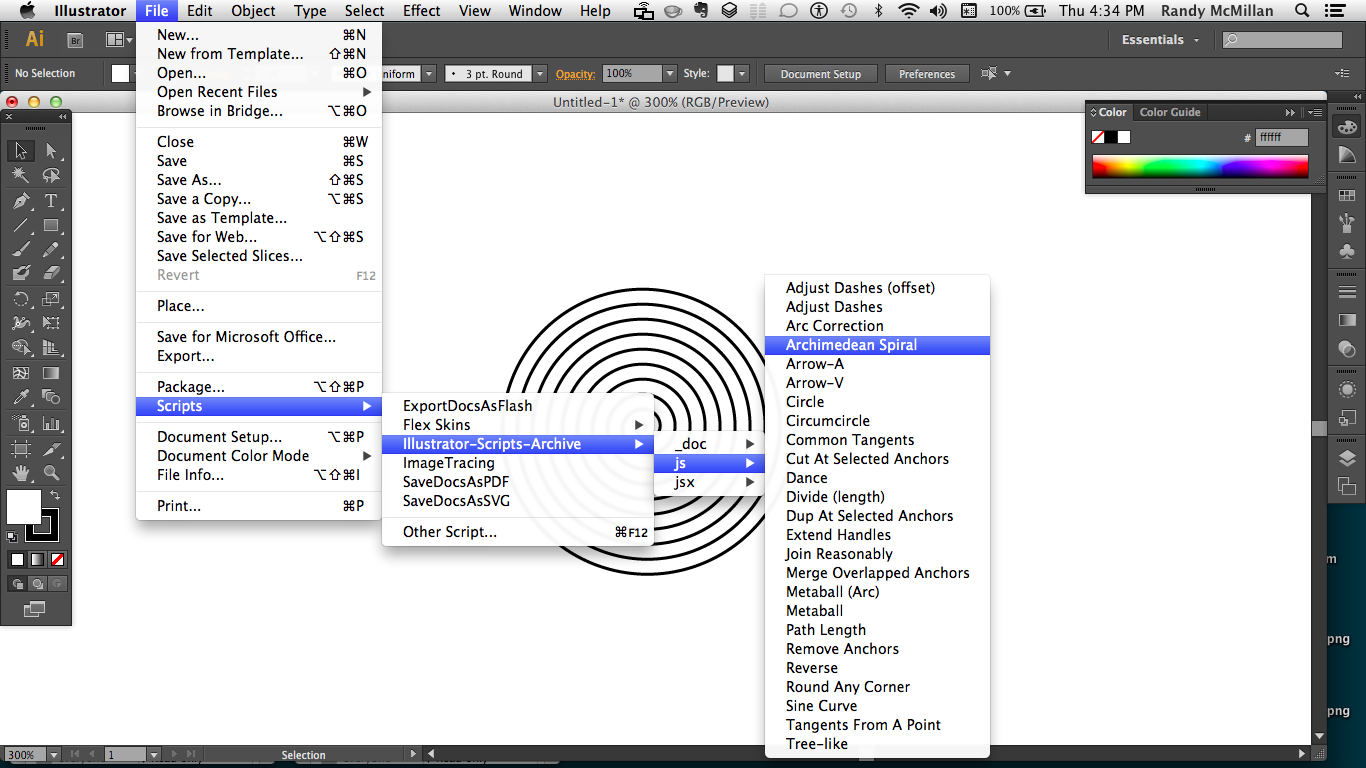 Illustrator File Edit Object Type Select Effect View Window Help 100% Thu 4:34 PM Randy McMillan
Ai Br Essentials
No Selection niform 3 pt. Round Opacity: 100% Style: Document Setup Preferences
Untitled-1* @ 300% (RGB/Preview)
New... ⌘N
New from Template... ⇧⌘N
Open... ⌘O
Open Recent Files
Browse in Bridge... ⌥⌘O
Close ⌘W
Save ⌘S
Save As... ⇧⌘S
Save a Copy... ⌥⌘S
Save as Template...
Save for Web... ⌥⇧⌘S
Save Selected Slices...
Revert F12
Place...
Save for Microsoft Office...
Export...
Package... ⌥⇧⌘P
Scripts
Document Setup... ⌥⌘P
Document Color Mode
File Info... ⌥⇧⌘I
Print... ⌘P
ExportDocsAsFlash
Flex Skins
Illustrator-Scripts-Archive
ImageTracing
SaveDocsAsPDF
SaveDocsAsSVG
Other Script... ⌘F12
_doc
js
jsx
Adjust Dashes (offset)
Adjust Dashes
Arc Correction
Archimedean Spiral
Arrow-A
Arrow-V
Circle
Circumcircle
Common Tangents
Cut At Selected Anchors
Dance
Divide (length)
Dup At Selected Anchors
Extend Handles
Join Reasonably
Merge Overlapped Anchors
Metaball (Arc)
Metaball
Path Length
Remove Anchors
Reverse
Round Any Corner
Sine Curve
Tangents From A Point
Tree-like
Color Color Guide
# ffffff
T
m
png
png
300% 1 Selection